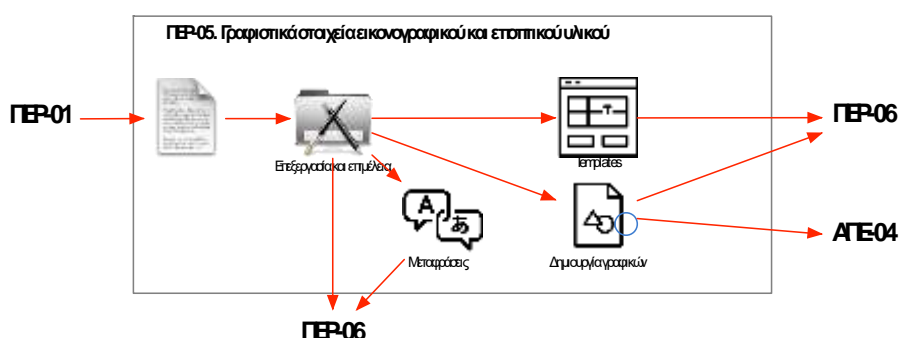 ΠΕΡ-05. Γραφιστικά στοιχεία εικονογραφικού και εποπτικού υλικού
ΠΕΡ-01
ΠΕΡ-06
Επεξεργασία και επιμέλεια
Templates
A
あ
ΑΠΕ-04
Μεταφράσεις
Δημιουργία γραφικών
ΠΕΡ-06